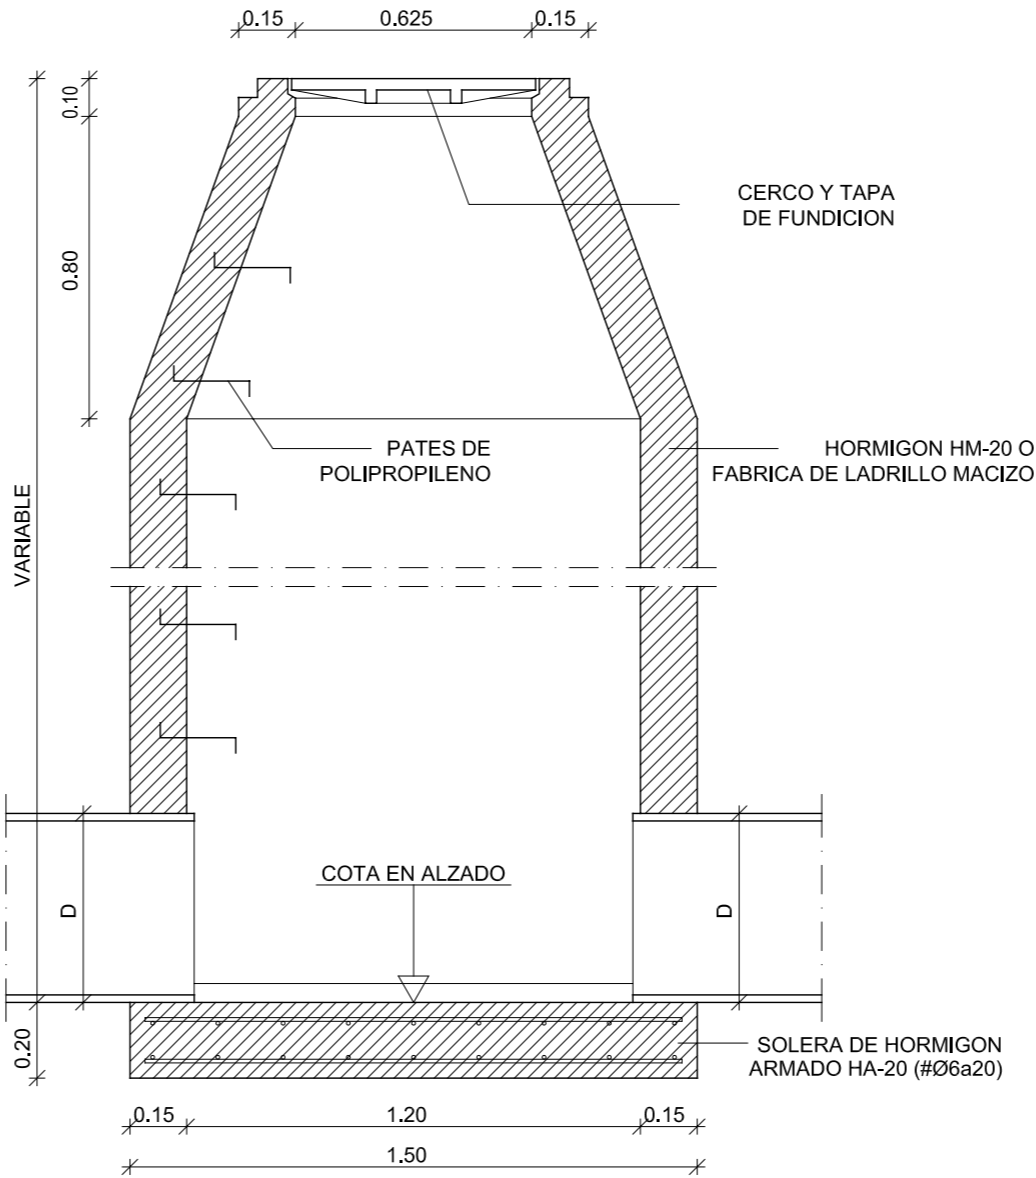 0.15
0.625
0.15
0.10
0.80
CERCO Y TAPA
DE FUNDICION
PATES DE
POLIPROPILENO
HORMIGON HM-20 O
FABRICA DE LADRILLO MACIZO
VARIABLE
COTA EN ALZADO
D
D
0.20
SOLERA DE HORMIGON
ARMADO HA-20 (#Ø6a20)
0.15
1.20
0.15
1.50